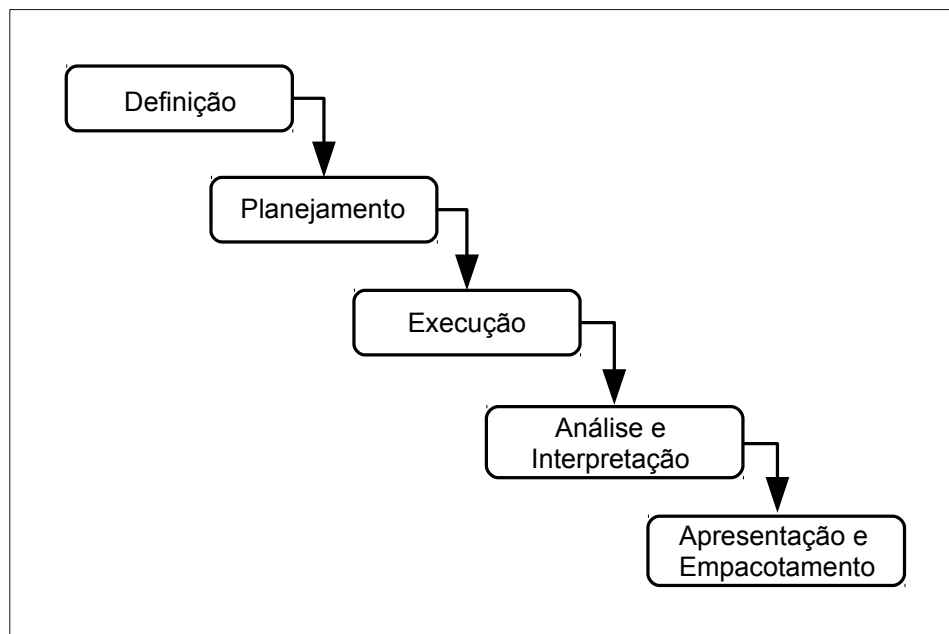 Definição
Planejamento
Execução
Análise e
Interpretação
Apresentação e
Empacotamento